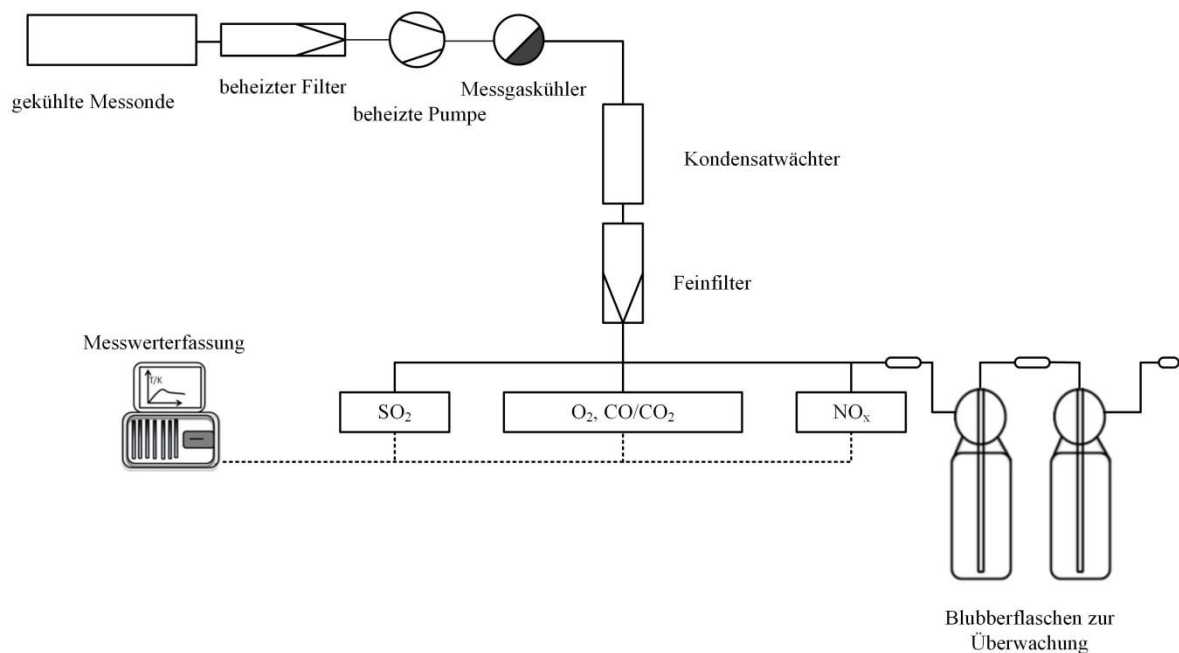 gekühlte Messonde
beheizter Filter
beheizte Pumpe
Messgaskühler
Kondensatwächter
Feinfilter
Messwerterfassung
T/K
SO₂
O₂, CO/CO₂
NOₓ
Blubberflaschen zur
Überwachung